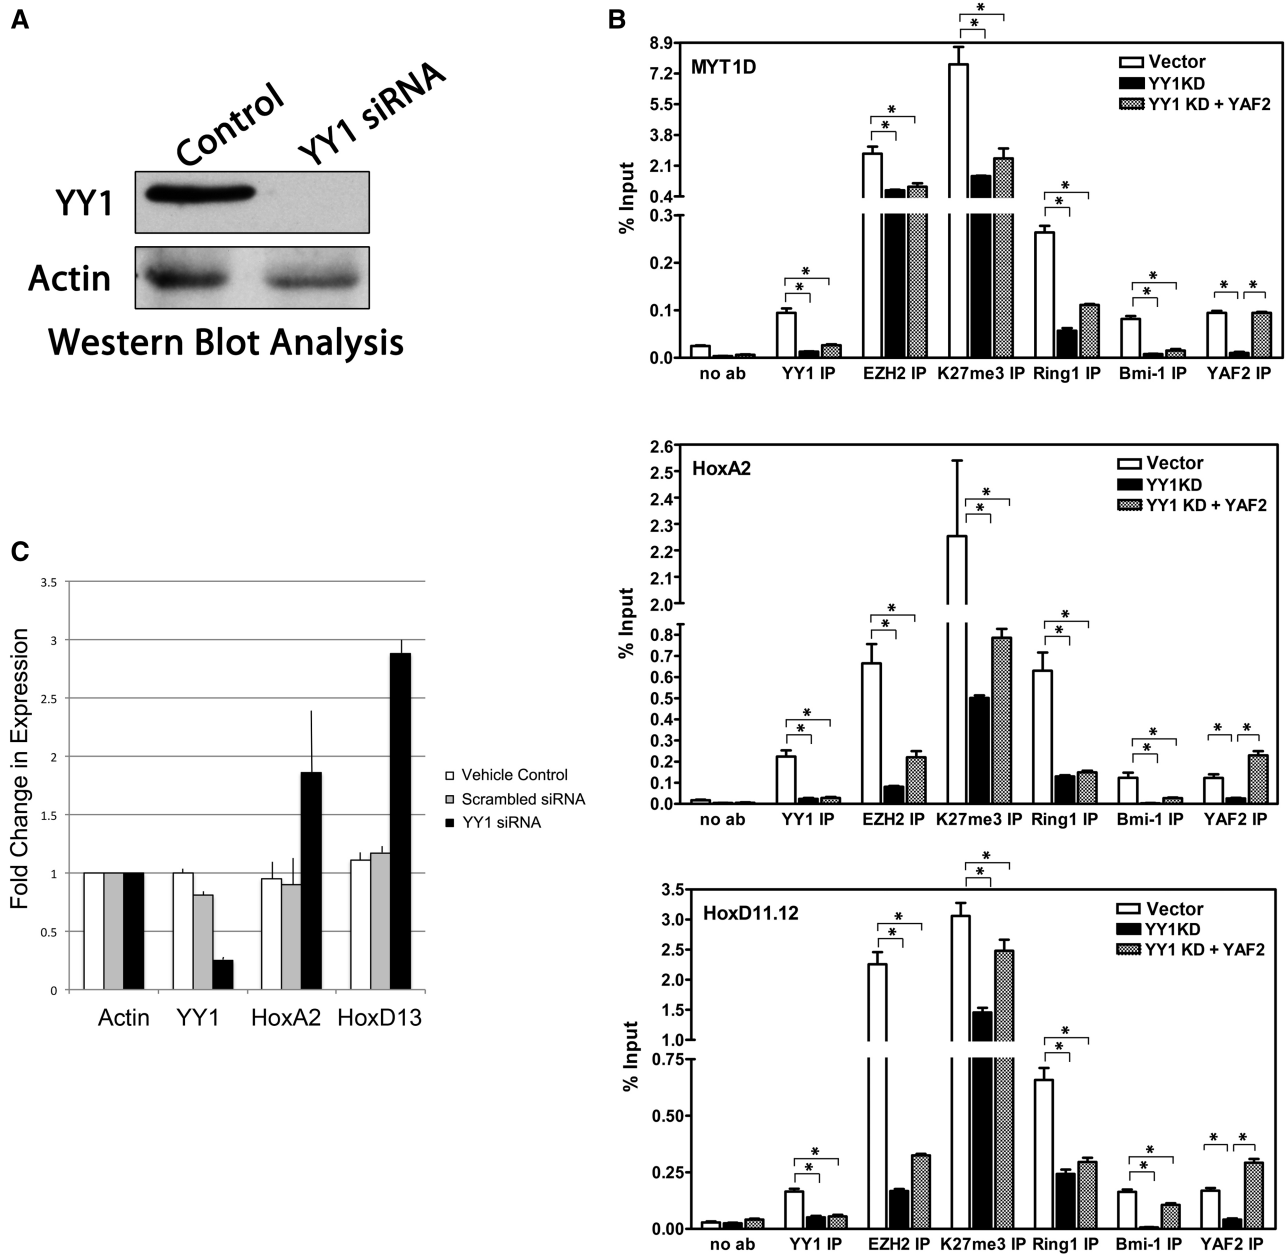 A
Control
YY1 siRNA
YY1
Actin
Western Blot Analysis
B
MYT1D
Vector
YY1KD
YY1 KD + YAF2
% Input
8.9
7.2
5.5
3.8
2.1
0.4
0.3
0.2
0.1
0.0
* * * * * * * * * * * *
no ab YY1 IP EZH2 IP K27me3 IP Ring1 IP Bmi-1 IP YAF2 IP
HoxA2
Vector
YY1KD
YY1 KD + YAF2
% Input
2.6
2.5
2.4
2.3
2.2
2.1
2.0
0.8
0.7
0.6
0.5
0.4
0.3
0.2
0.1
0.0
* * * * * * * * * * * *
no ab YY1 IP EZH2 IP K27me3 IP Ring1 IP Bmi-1 IP YAF2 IP
HoxD11.12
Vector
YY1KD
YY1 KD + YAF2
% Input
3.5
3.0
2.5
2.0
1.5
1.0
0.75
0.50
0.25
0.00
* * * * * * * * * * * *
no ab YY1 IP EZH2 IP K27me3 IP Ring1 IP Bmi-1 IP YAF2 IP
C
Fold Change in Expression
3.5
3
2.5
2
1.5
1
0.5
0
Actin YY1 HoxA2 HoxD13
Vehicle Control
Scrambled siRNA
YY1 siRNA